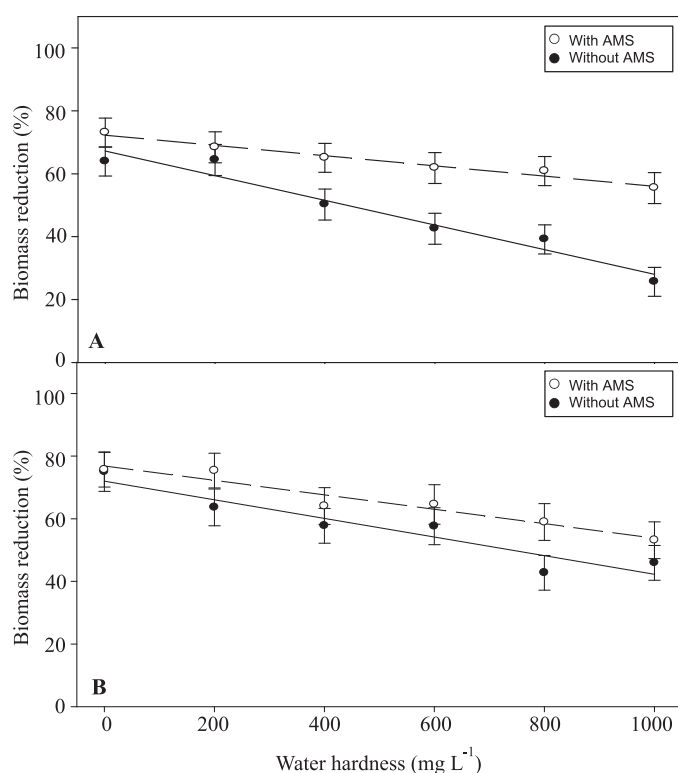 100
80
60
40
20
0
Biomass reduction (%)
With AMS
Without AMS
A
100
80
60
40
20
0
Biomass reduction (%)
With AMS
Without AMS
B
0 200 400 600 800 1000
Water hardness (mg L⁻¹)